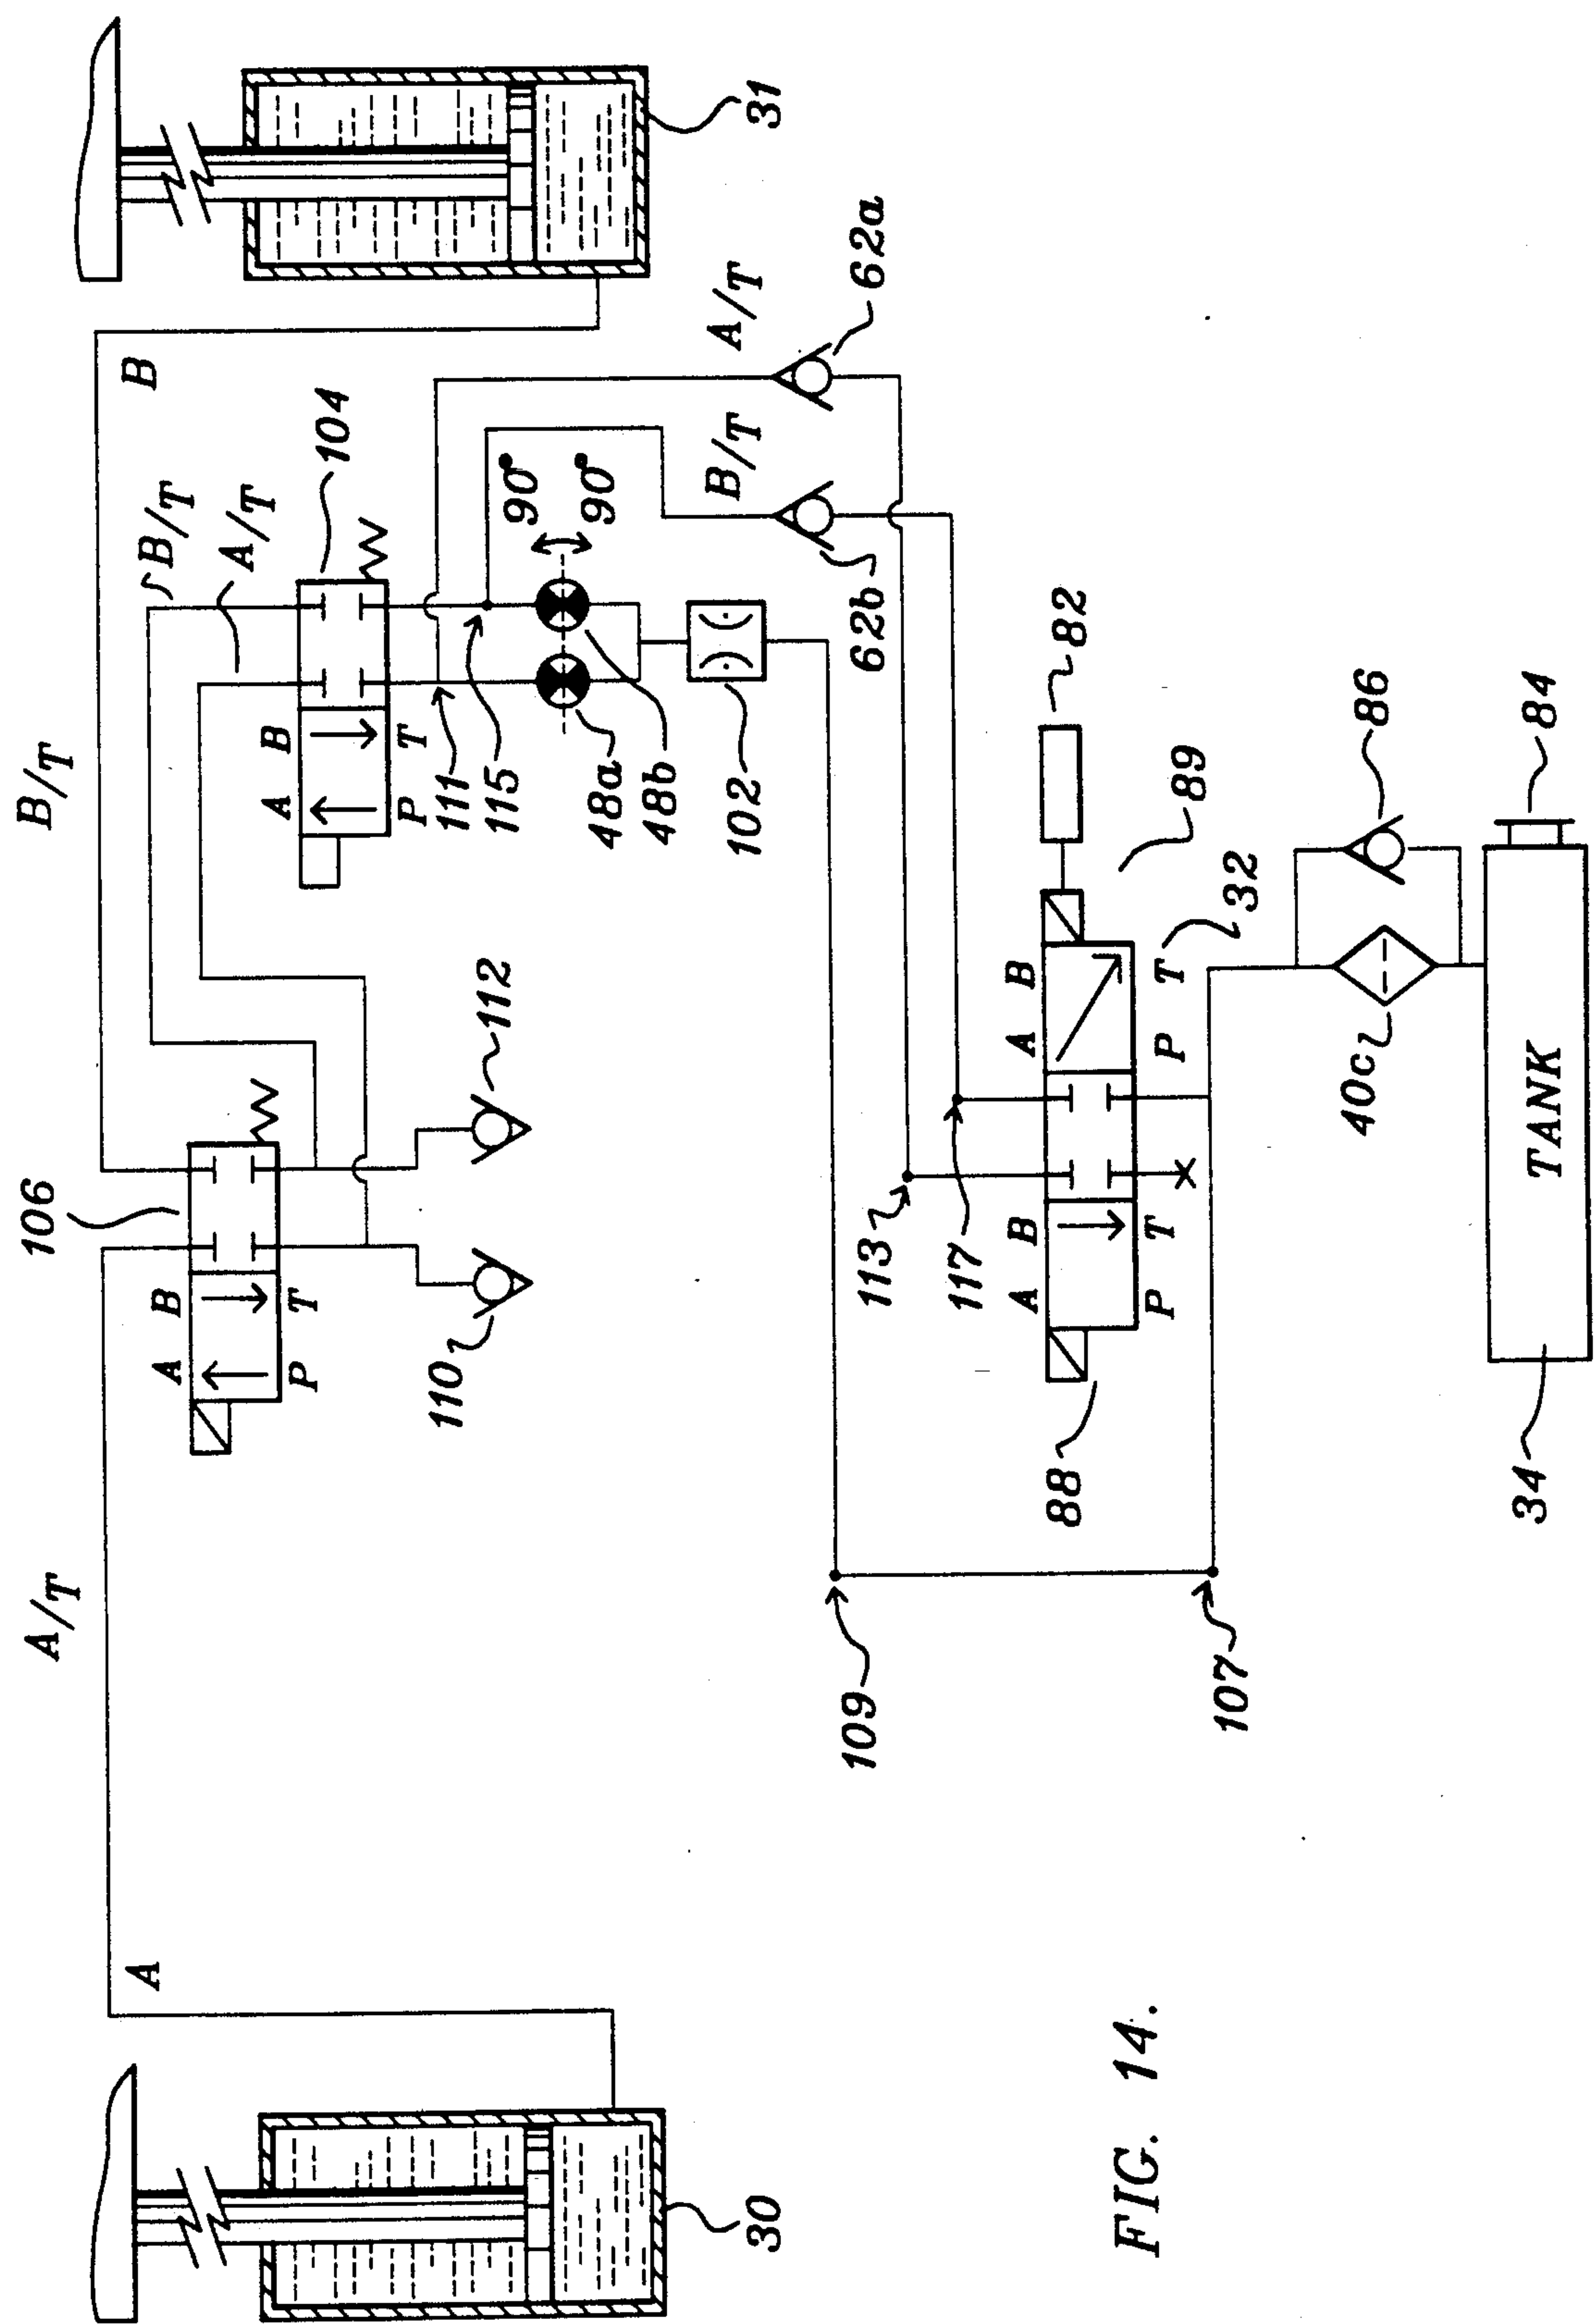 A/T
B/T
A
B
106
A B
P T
B/T
A/T
104
A B
P T
110
112
111
115
90°
90°
48a
48b
102
A/T
B/T
62a
62b
30
31
109
113
117
107
A B
P T
A B
P T
88
89
82
32
40c
86
84
TANK
34
FIG. 14.